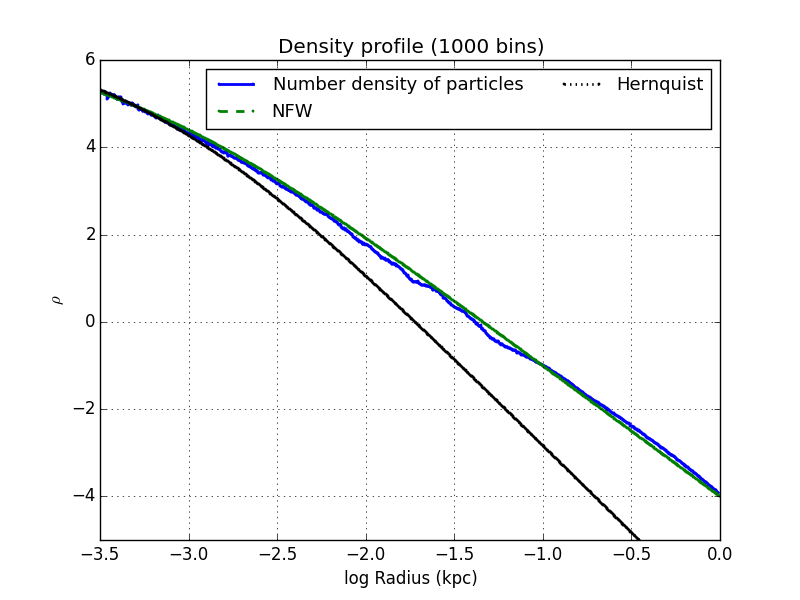 Density profile (1000 bins)
Number density of particles
Hernquist
NFW
6
4
2
0
−2
−4
ρ
−3.5 −3.0 −2.5 −2.0 −1.5 −1.0 −0.5 0.0
log Radius (kpc)